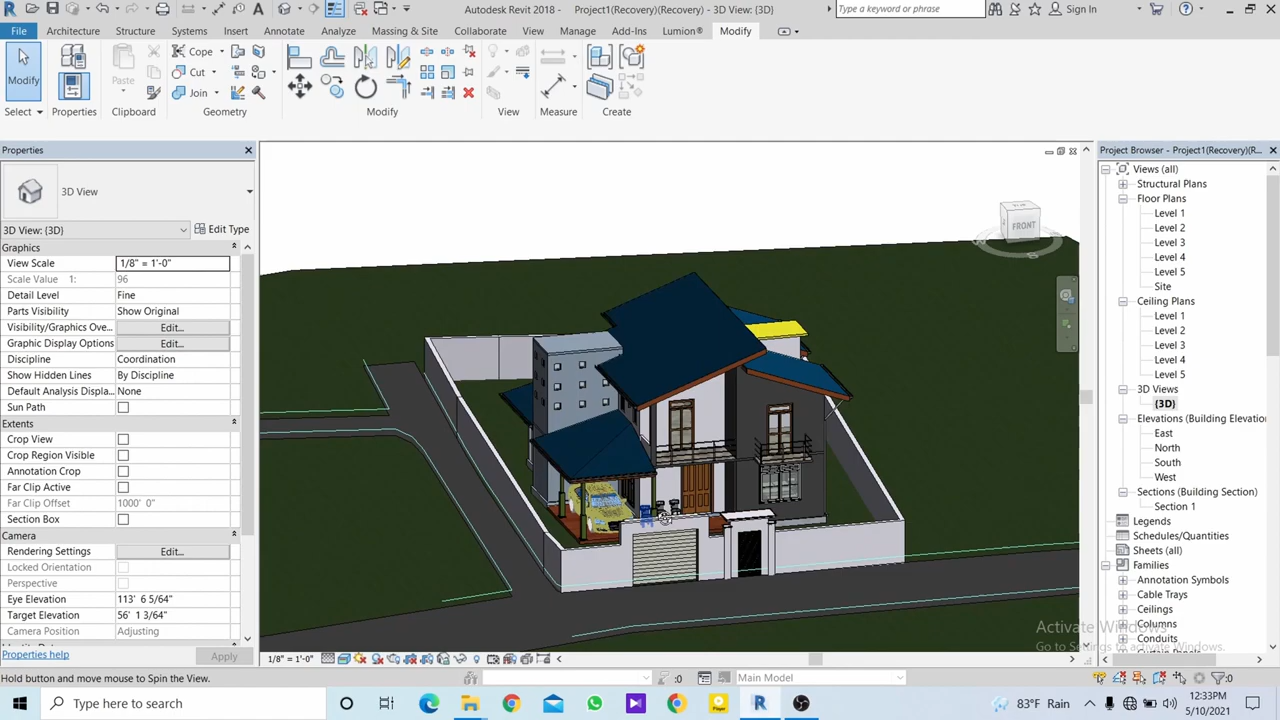 Autodesk Revit 2018 - Project1(Recovery)(Recovery) - 3D View: {3D}
Type a keyword or phrase
Sign In
File Architecture Structure Systems Insert Annotate Analyze Massing & Site Collaborate View Manage Add-Ins Lumion® Modify
Modify
Paste
Cope
Cut
Join
Select Properties Clipboard Geometry Modify View Measure Create
Properties
3D View
3D View: {3D} Edit Type
Graphics
View Scale 1/8" = 1'-0"
Scale Value 1: 96
Detail Level Fine
Parts Visibility Show Original
Visibility/Graphics Ove... Edit...
Graphic Display Options Edit...
Discipline Coordination
Show Hidden Lines By Discipline
Default Analysis Displa... None
Sun Path
Extents
Crop View
Crop Region Visible
Annotation Crop
Far Clip Active
Far Clip Offset 1000' 0"
Section Box
Camera
Rendering Settings Edit...
Locked Orientation
Perspective
Eye Elevation 113' 6 5/64"
Target Elevation 56' 1 3/64"
Camera Position Adjusting
Properties help Apply
FRONT
Project Browser - Project1(Recovery)(R...
Views (all)
Structural Plans
Floor Plans
Level 1
Level 2
Level 3
Level 4
Level 5
Site
Ceiling Plans
Level 1
Level 2
Level 3
Level 4
Level 5
3D Views
{3D}
Elevations (Building Elevation
East
North
South
West
Sections (Building Section)
Section 1
Legends
Schedules/Quantities
Sheets (all)
Families
Annotation Symbols
Cable Trays
Ceilings
Columns
Conduits
Activate Windows
Go to Settings to activate Windows.
1/8" = 1'-0"
Hold button and move mouse to Spin the View.
:0
Main Model
:0
Type here to search
83°F Rain
12:33PM
5/10/2021